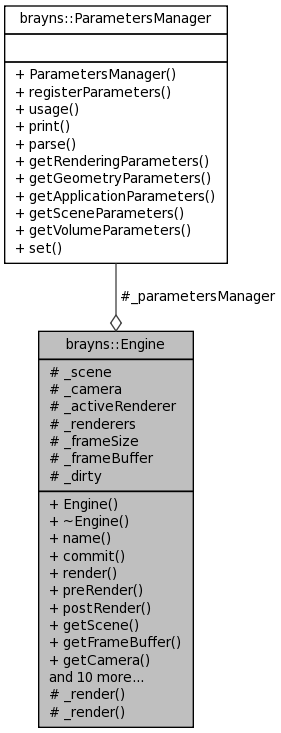 brayns::ParametersManager
+ ParametersManager()
+ registerParameters()
+ usage()
+ print()
+ parse()
+ getRenderingParameters()
+ getGeometryParameters()
+ getApplicationParameters()
+ getSceneParameters()
+ getVolumeParameters()
+ set()
#_parametersManager
brayns::Engine
# _scene
# _camera
# _activeRenderer
# _renderers
# _frameSize
# _frameBuffer
# _dirty
+ Engine()
+ ~Engine()
+ name()
+ commit()
+ render()
+ preRender()
+ postRender()
+ getScene()
+ getFrameBuffer()
+ getCamera()
and 10 more...
# _render()
# _render()